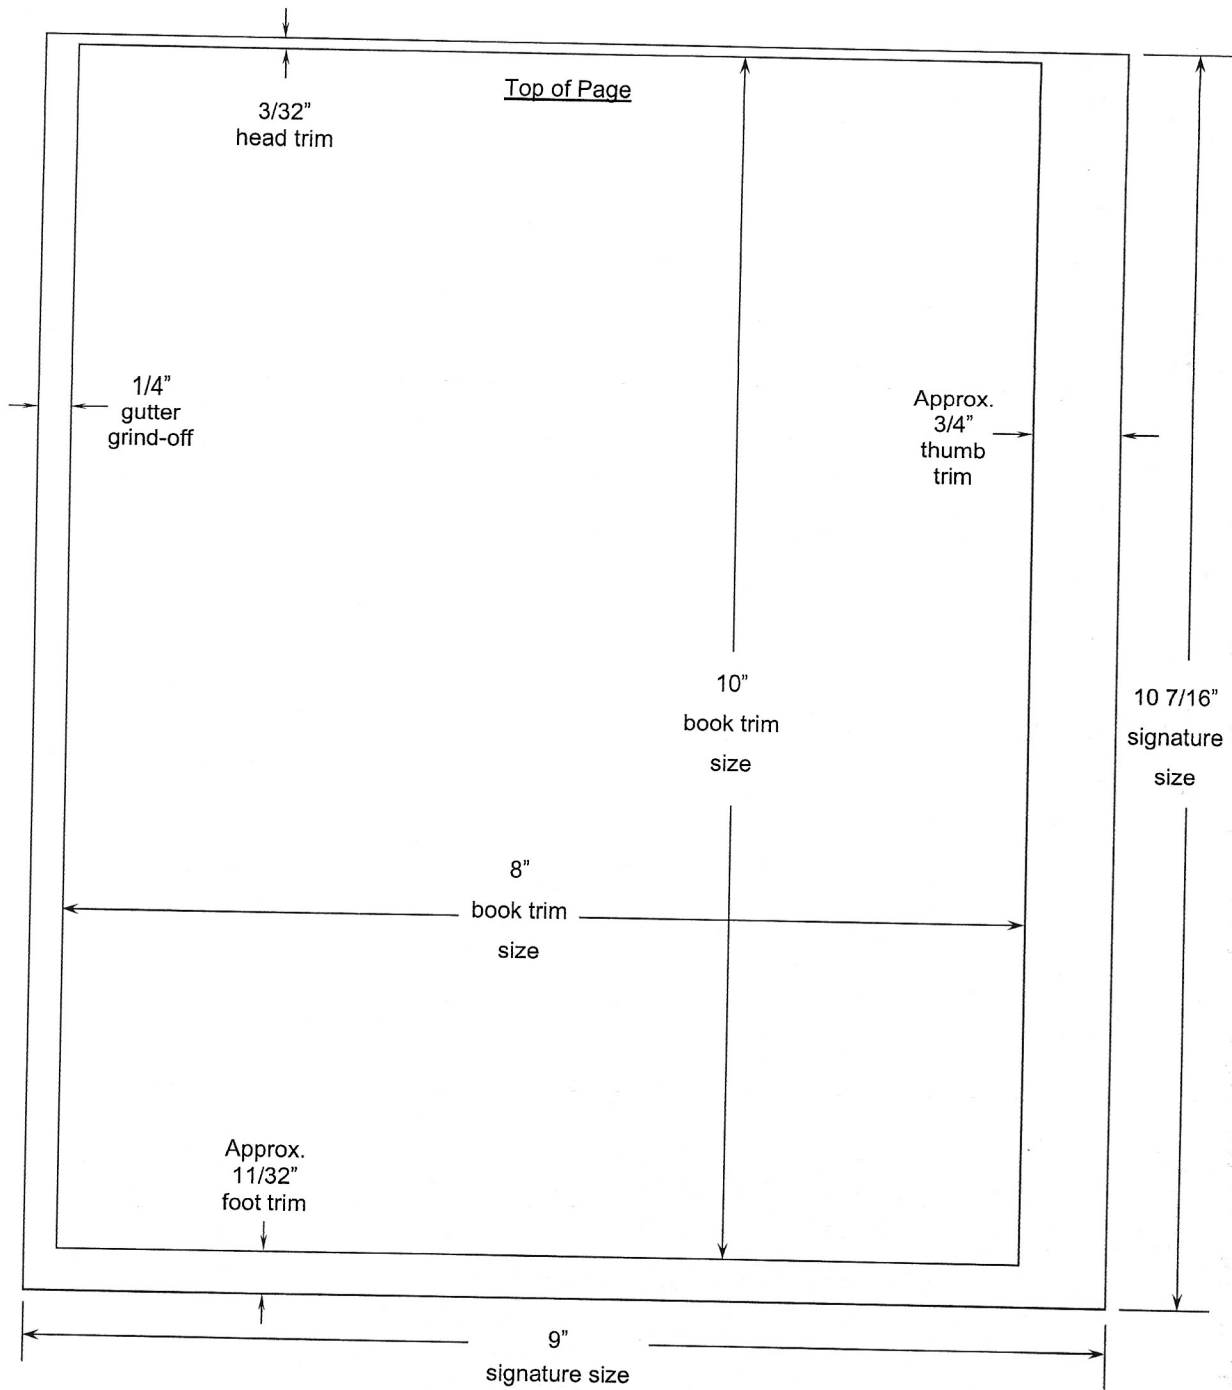 Top of Page
3/32”
head trim
1/4”
gutter
grind-off
Approx.
3/4”
thumb
trim
10”
book trim
size
10 7/16”
signature
size
8”
book trim
size
Approx.
11/32”
foot trim
9”
signature size